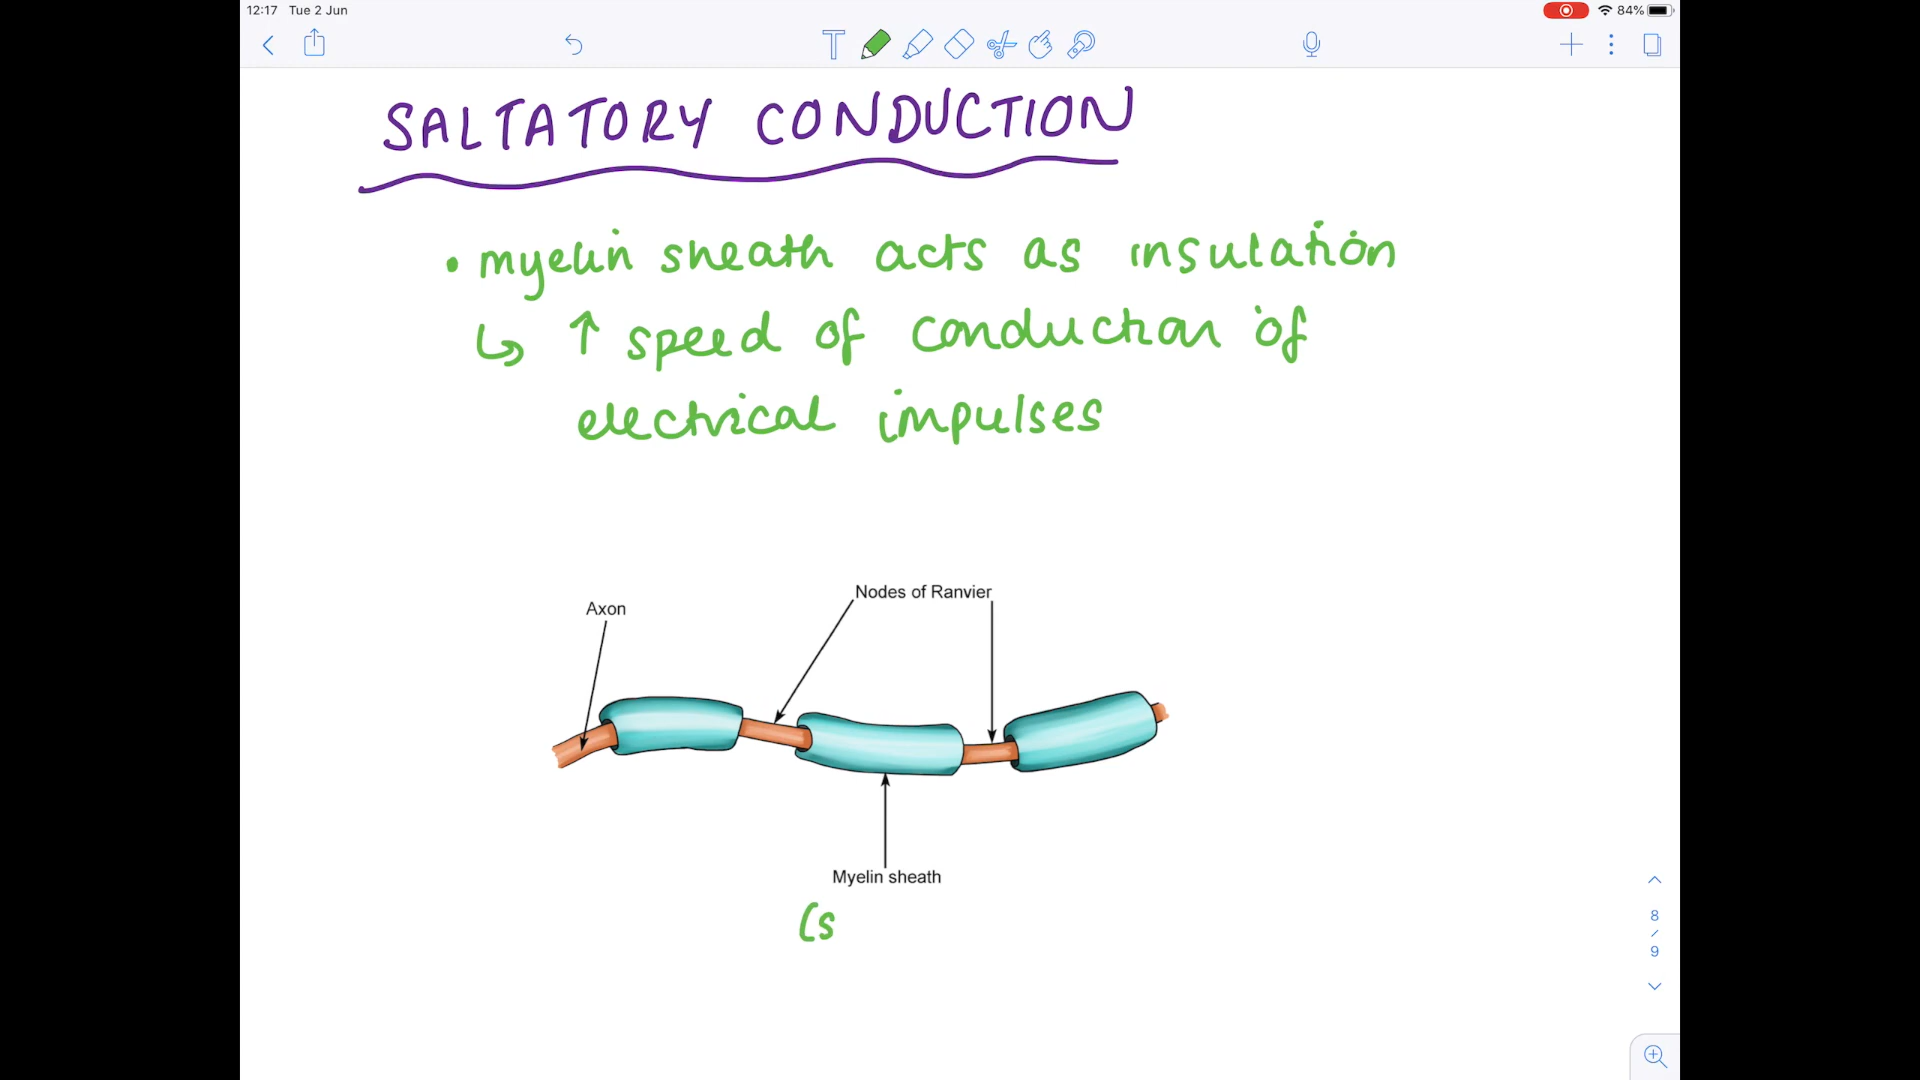 12:17 Tue 2 Jun
84%
T
SALTATORY CONDUCTION
• myelin sheath acts as insulation
↳ ↑ speed of conduction of
electrical impulses
Nodes of Ranvier
Axon
Myelin sheath
(s
8
/
9